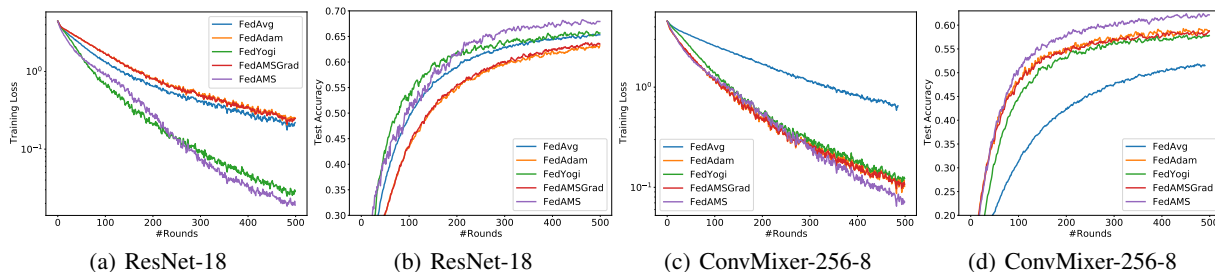 FedAvg
FedAdam
FedYogi
FedAMSGrad
FedAMS
Training Loss
10⁰
10⁻¹
0 100 200 300 400 500
#Rounds
(a) ResNet-18
Test Accuracy
0.70
0.65
0.60
0.55
0.50
0.45
0.40
0.35
0.30
FedAvg
FedAdam
FedYogi
FedAMSGrad
FedAMS
0 100 200 300 400 500
#Rounds
(b) ResNet-18
Training Loss
10⁰
10⁻¹
FedAvg
FedAdam
FedYogi
FedAMSGrad
FedAMS
0 100 200 300 400 500
#Rounds
(c) ConvMixer-256-8
Test Accuracy
0.60
0.55
0.50
0.45
0.40
0.35
0.30
0.25
0.20
FedAvg
FedAdam
FedYogi
FedAMSGrad
FedAMS
0 100 200 300 400 500
#Rounds
(d) ConvMixer-256-8